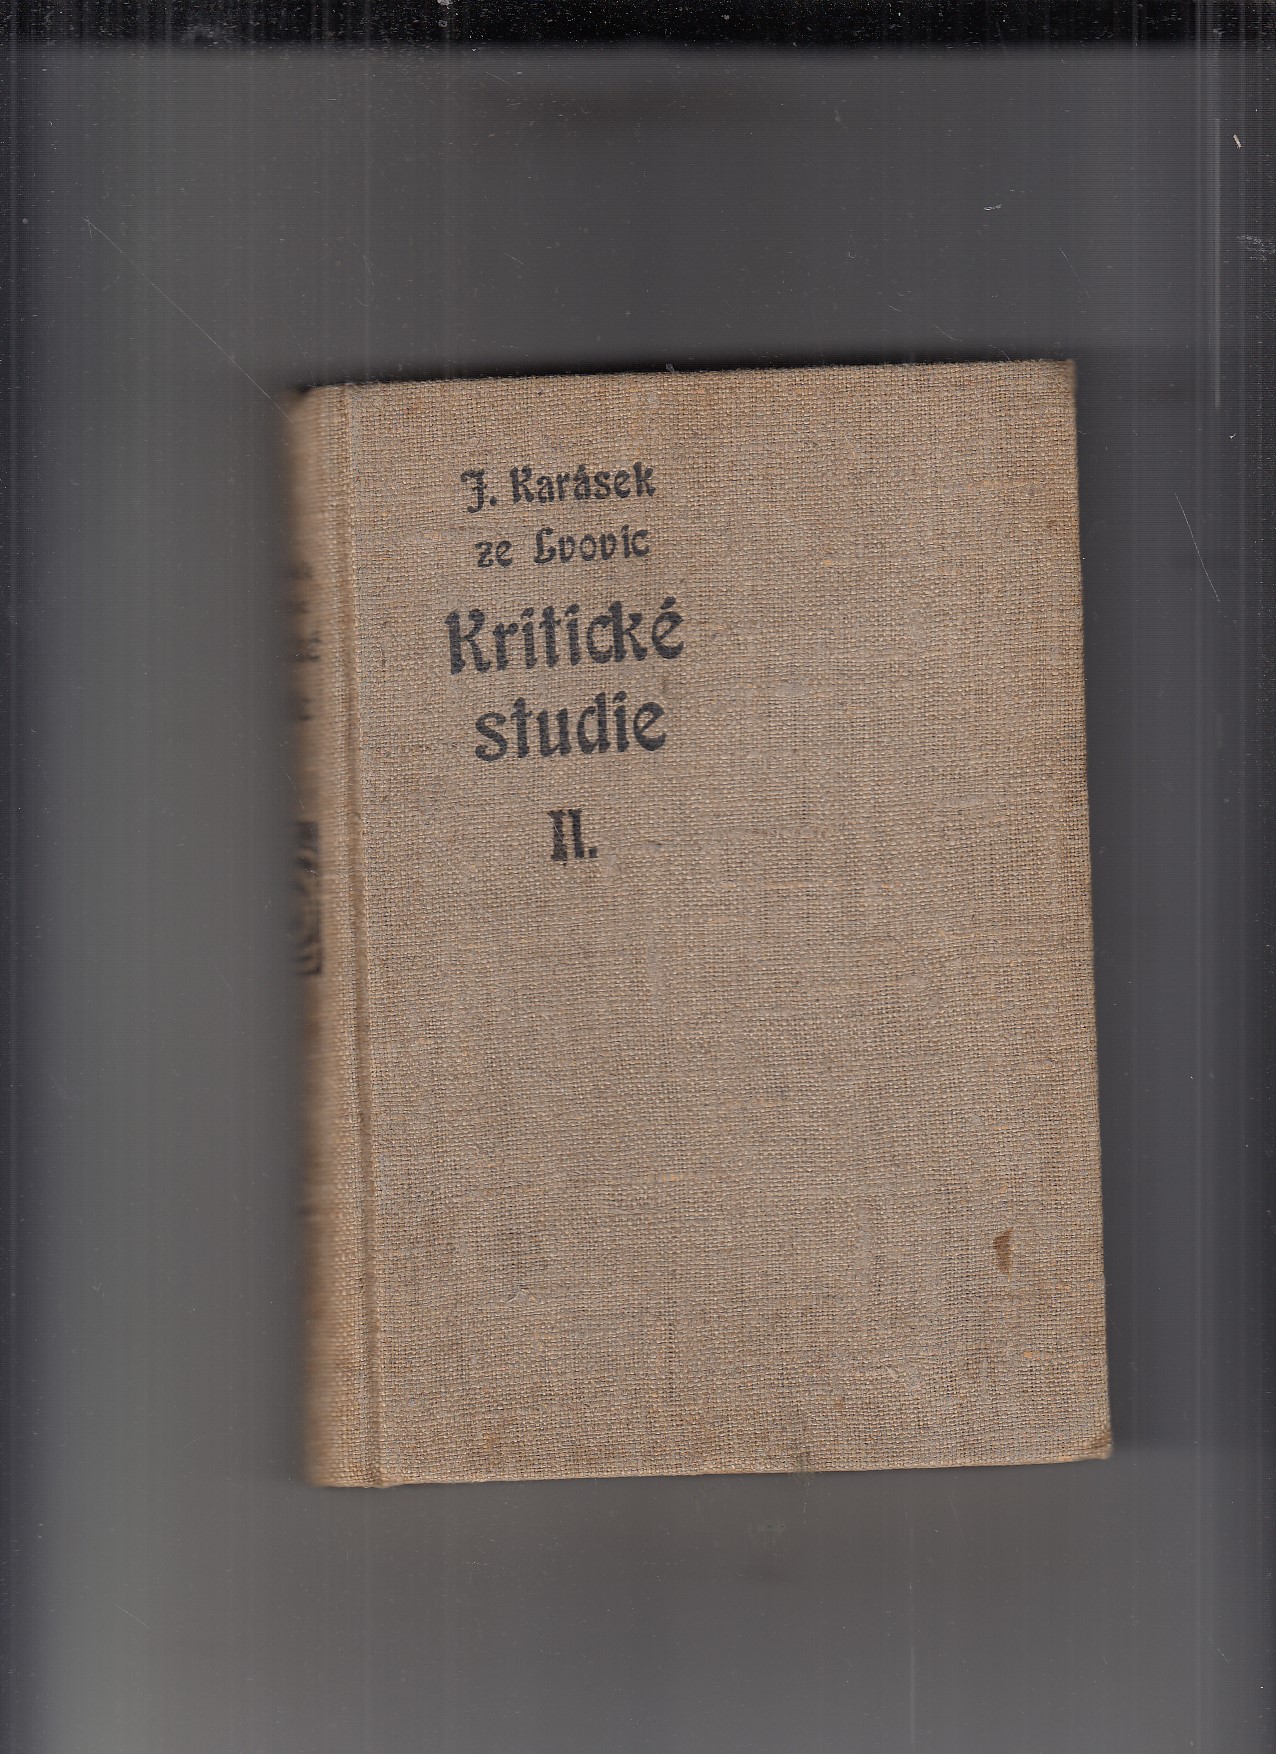 J. Karásek
ze Lvovic
Kritické
studie
II.